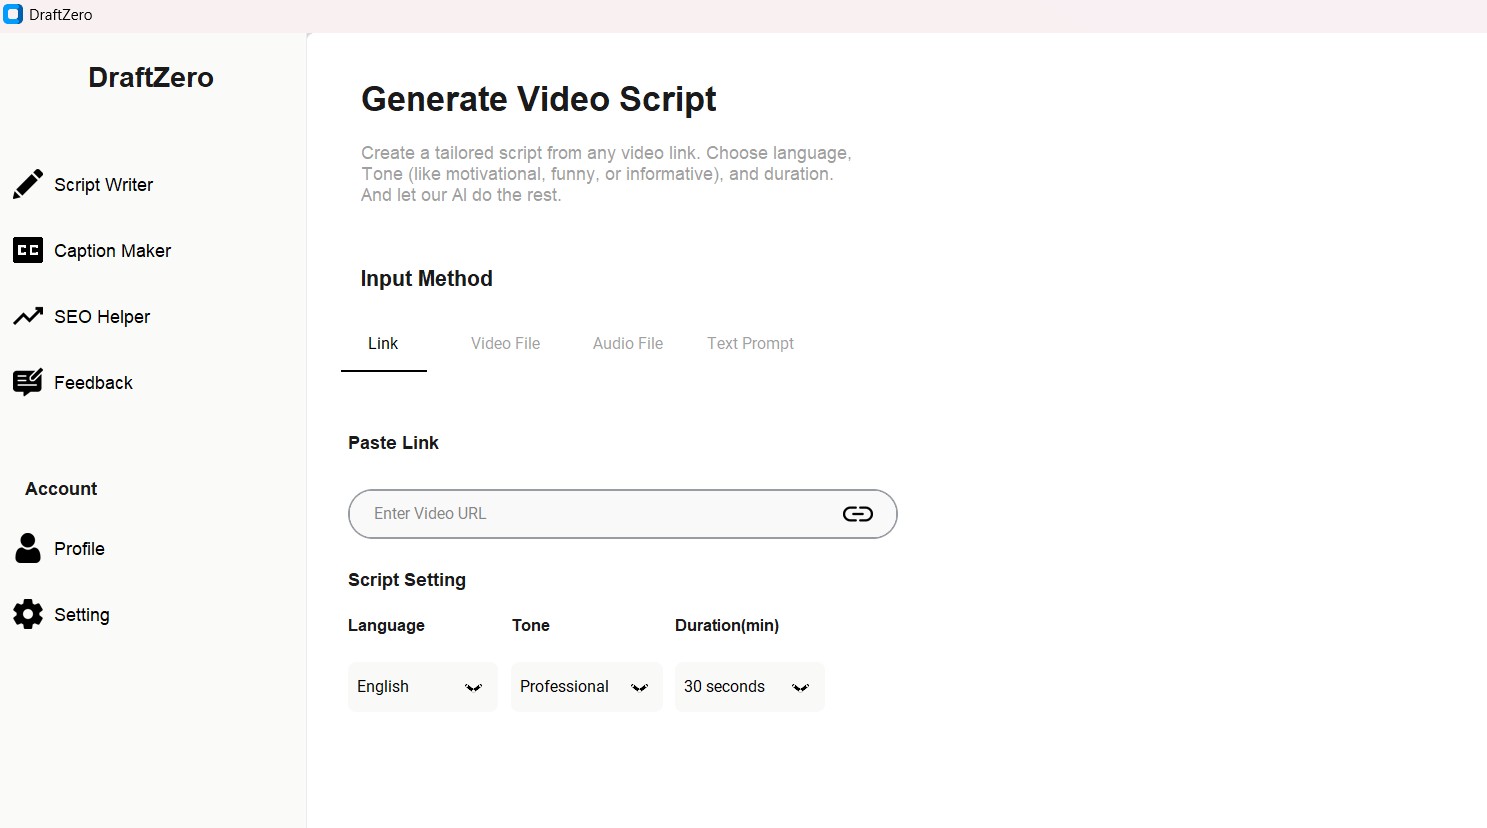 DraftZero
DraftZero
Script Writer
CC Caption Maker
SEO Helper
Feedback
Account
Profile
Setting
Generate Video Script
Create a tailored script from any video link. Choose language,
Tone (like motivational, funny, or informative), and duration.
And let our AI do the rest.
Input Method
Link Video File Audio File Text Prompt
Paste Link
Enter Video URL
Script Setting
Language Tone Duration(min)
English Professional 30 seconds